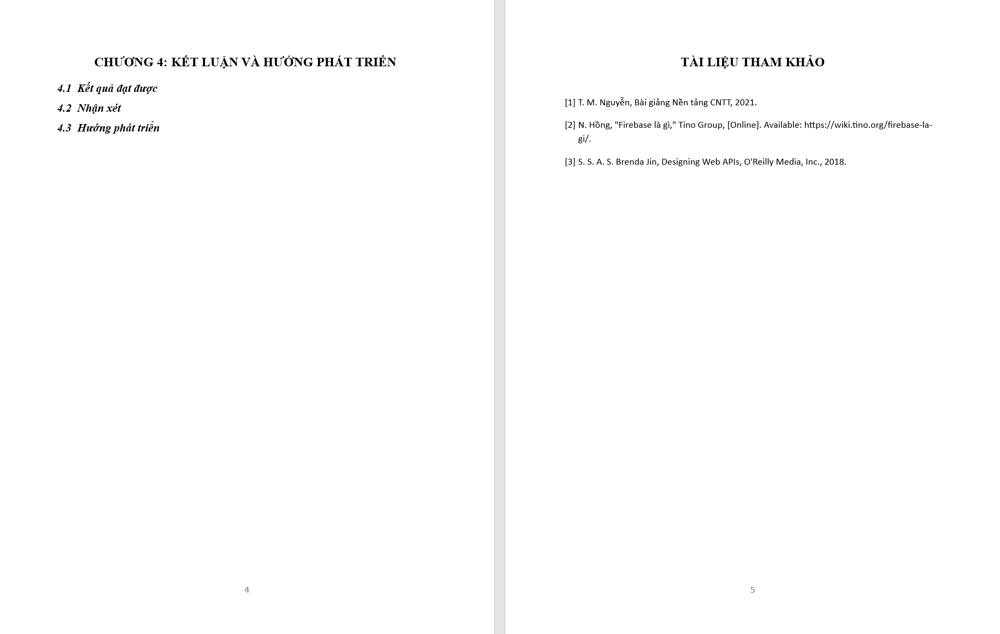 CHƯƠNG 4: KẾT LUẬN VÀ HƯỚNG PHÁT TRIỂN
4.1 Kết quả đạt được
4.2 Nhận xét
4.3 Hướng phát triển
4
TÀI LIỆU THAM KHẢO
[1] T. M. Nguyễn, Bài giảng Nền tảng CNTT, 2021.
[2] N. Hồng, "Firebase là gì," Tino Group, [Online]. Available: https://wiki.tino.org/firebase-la-
gi/.
[3] S. S. A. S. Brenda Jin, Designing Web APIs, O'Reilly Media, Inc., 2018.
5